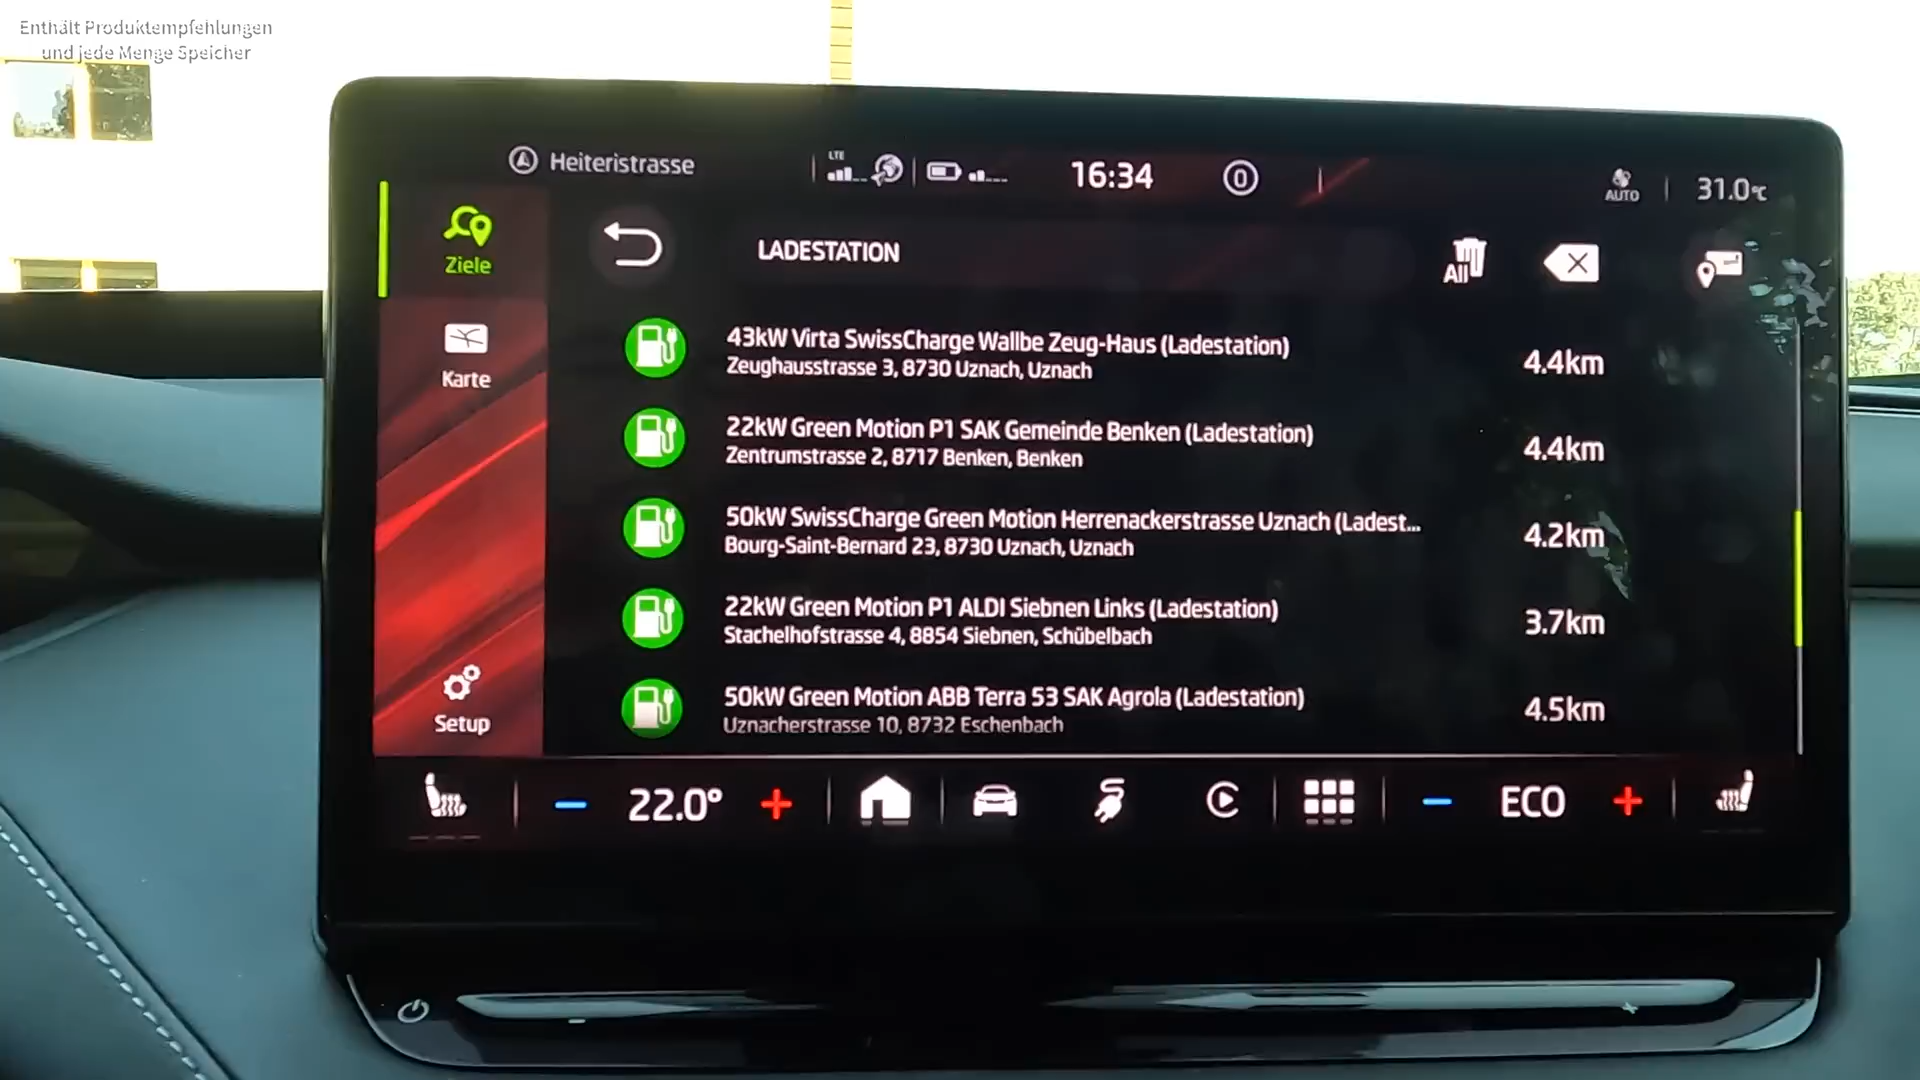 Enthält Produktempfehlungen
und jede Menge Speicher
Heiteristrasse
LTE
16:34
0
AUTO
31.0°C
Ziele
LADESTATION
All
Karte
43kW Virta SwissCharge Wallbe Zeug-Haus (Ladestation)
Zeughausstrasse 3, 8730 Uznach, Uznach
4.4km
22kW Green Motion P1 SAK Gemeinde Benken (Ladestation)
Zentrumstrasse 2, 8717 Benken, Benken
4.4km
50kW SwissCharge Green Motion Herrenackerstrasse Uznach (Ladest...
Bourg-Saint-Bernard 23, 8730 Uznach, Uznach
4.2km
22kW Green Motion P1 ALDI Siebnen Links (Ladestation)
Stachelhofstrasse 4, 8854 Siebnen, Schübelbach
3.7km
50kW Green Motion ABB Terra 53 SAK Agrola (Ladestation)
Uznacherstrasse 10, 8732 Eschenbach
4.5km
Setup
22.0°
ECO